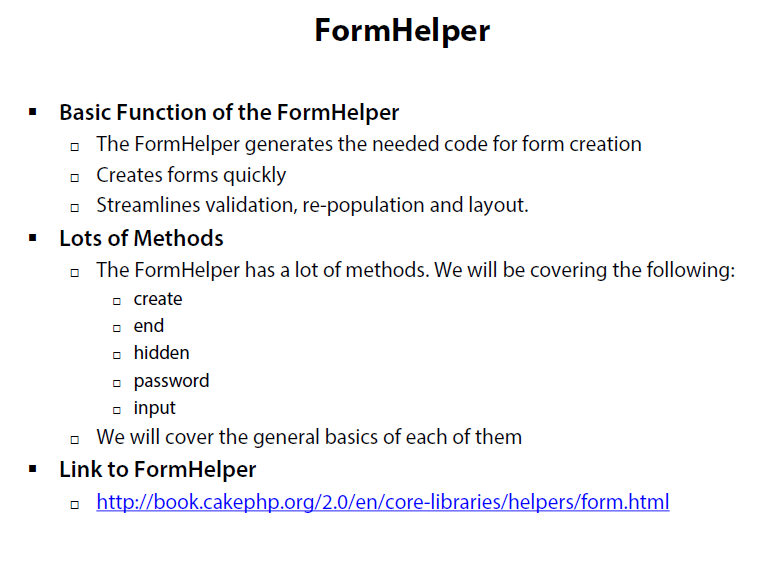 FormHelper
▪ Basic Function of the FormHelper
▫ The FormHelper generates the needed code for form creation
▫ Creates forms quickly
▫ Streamlines validation, re-population and layout.
▪ Lots of Methods
▫ The FormHelper has a lot of methods. We will be covering the following:
▫ create
▫ end
▫ hidden
▫ password
▫ input
▫ We will cover the general basics of each of them
▪ Link to FormHelper
▫ http://book.cakephp.org/2.0/en/core-libraries/helpers/form.html